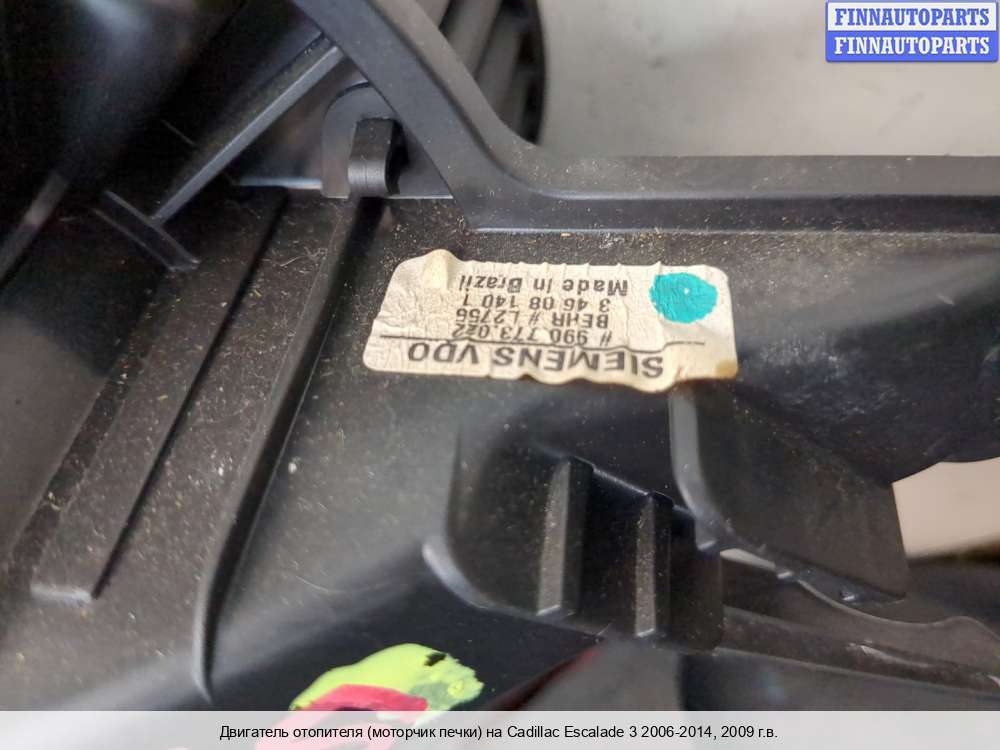 FINNAUTOPARTS
FINNAUTOPARTS
SIEMENS VDO
# 990 773 022
BEHR # L2755
3 46 08 140 1
Made in Brazil
Двигатель отопителя (моторчик печки) на Cadillac Escalade 3 2006-2014, 2009 г.в.